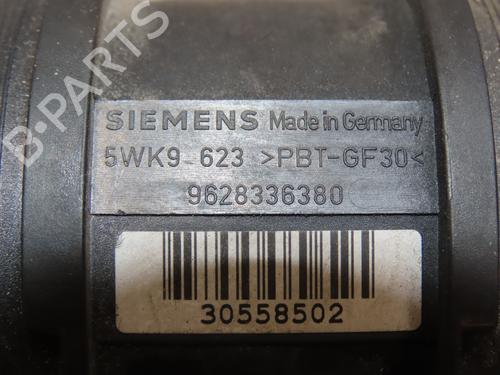 B-PARTS
SIEMENS Made in Germany
5WK9 623 >PBT-GF30<
9628336380
30558502